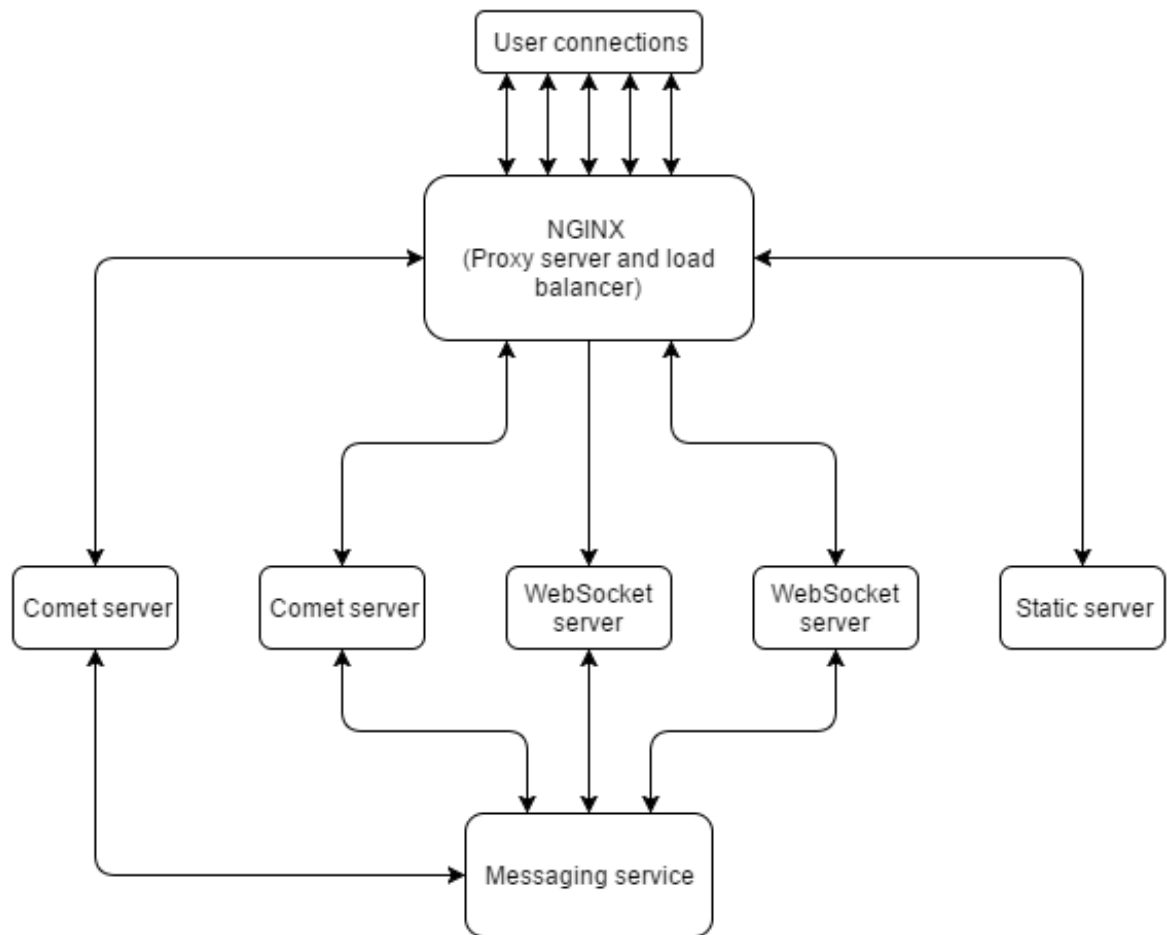 User connections
NGINX
(Proxy server and load
balancer)
Comet server
Comet server
WebSocket
server
WebSocket
server
Static server
Messaging service